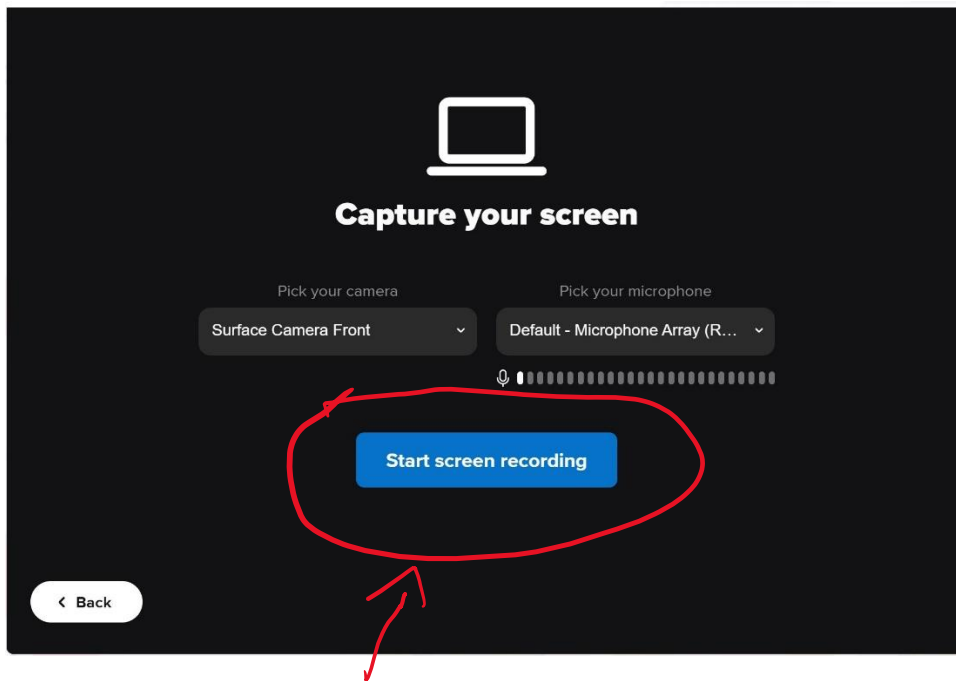 Capture your screen
Pick your camera
Pick your microphone
Surface Camera Front
Default - Microphone Array (R...
Start screen recording
Back